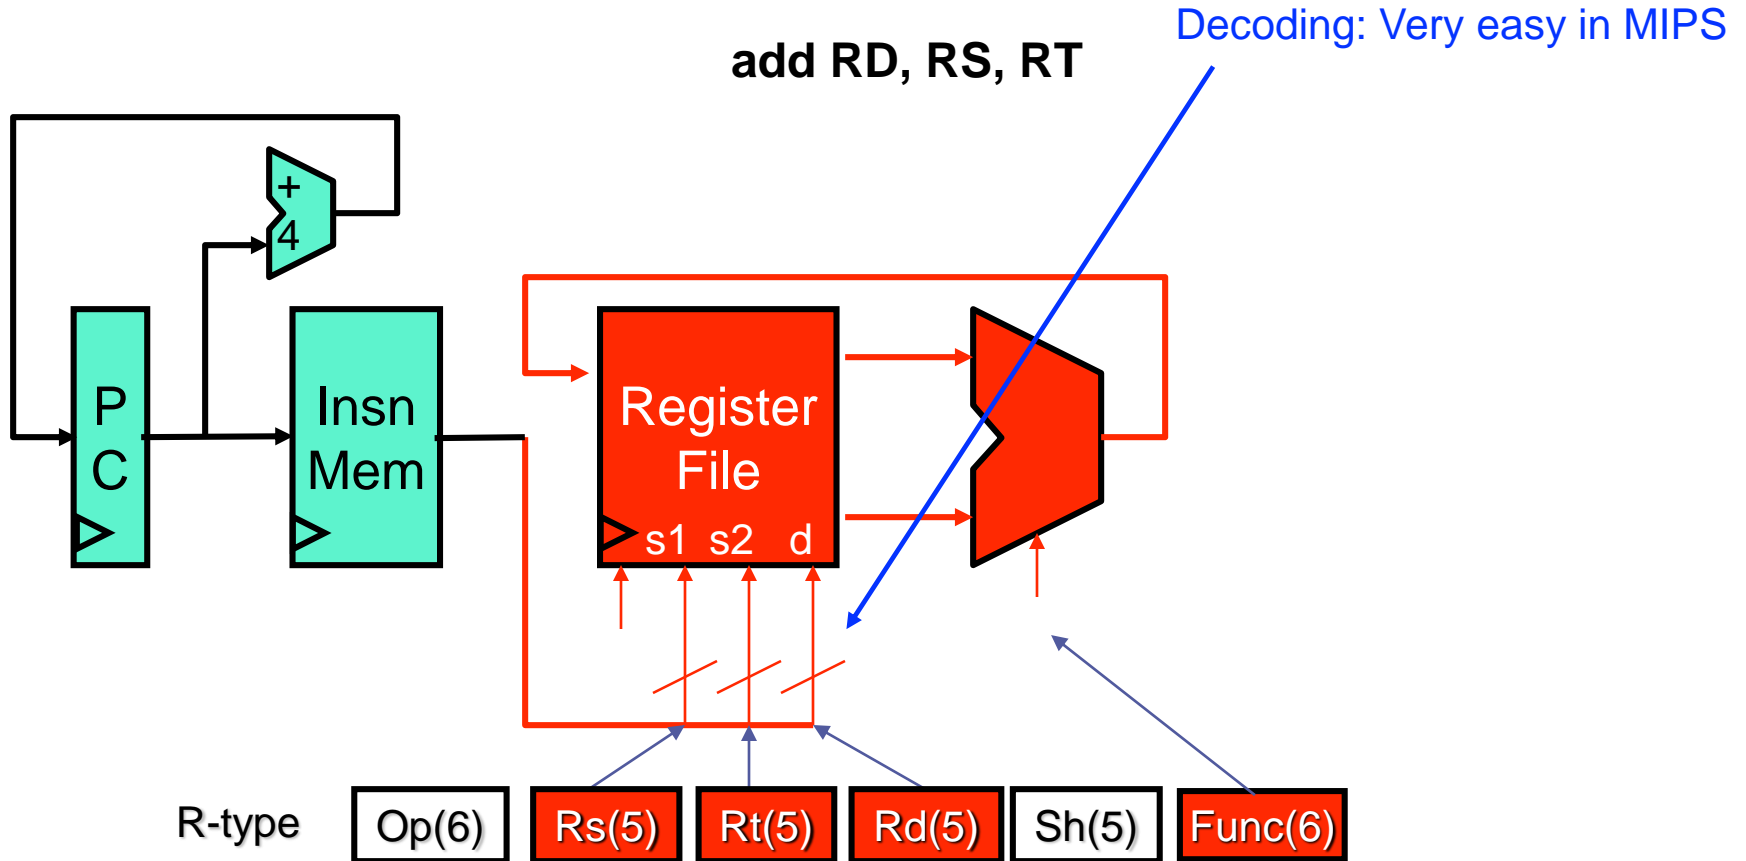 Decoding: Very easy in MIPS
add RD, RS, RT
+
4
P
C
Insn
Mem
Register
File
s1 s2 d
R-type Op(6) Rs(5) Rt(5) Rd(5) Sh(5) Func(6)